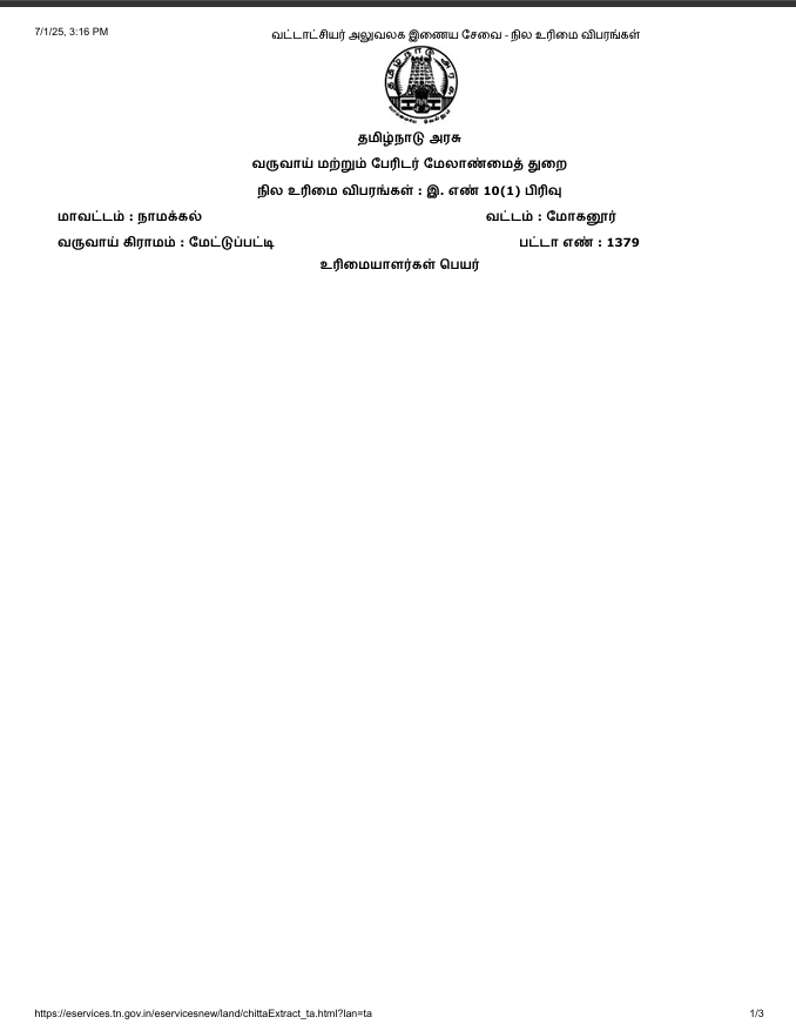 7/1/25, 3:16 PM வட்டாட்சியர் அலுவலக இணைய சேவை - நில உரிமை விபரங்கள்
தமிழ்நாடு அரசு
தமிழ்நாடு அரசு
வருவாய் மற்றும் பேரிடர் மேலாண்மைத் துறை
நில உரிமை விபரங்கள் : இ. எண் 10(1) பிரிவு
மாவட்டம் : நாமக்கல் வட்டம் : மோகனூர்
வருவாய் கிராமம் : மேட்டுப்பட்டி பட்டா எண் : 1379
உரிமையாளர்கள் பெயர்
https://eservices.tn.gov.in/eservicesnew/land/chittaExtract_ta.html?lan=ta 1/3